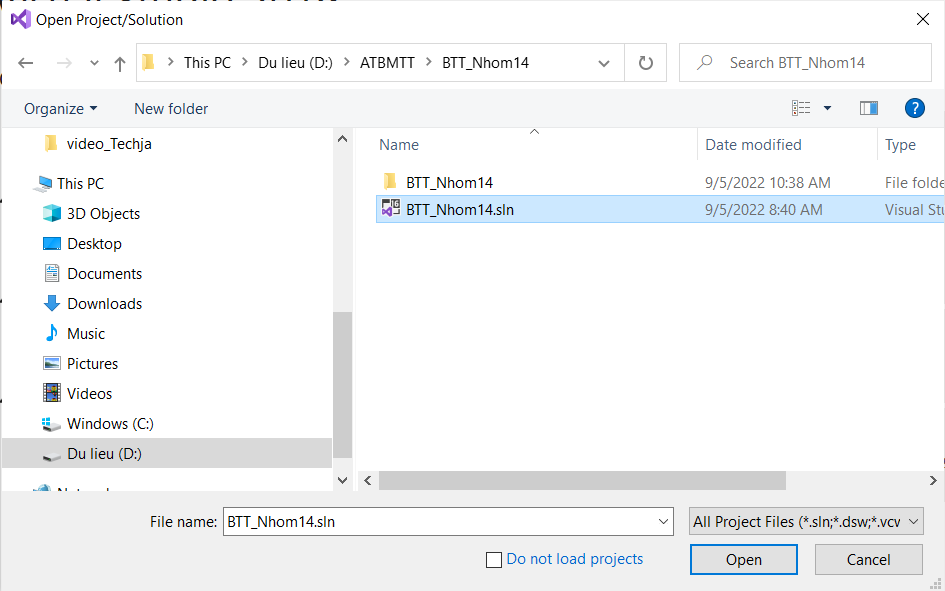 Open Project/Solution
This PC > Du lieu (D:) > ATBMTT > BTT_Nhom14
Search BTT_Nhom14
Organize
New folder
?
video_Techja
This PC
3D Objects
Desktop
Documents
Downloads
Music
Pictures
Videos
Windows (C:)
Du lieu (D:)
Name Date modified Type
BTT_Nhom14 9/5/2022 10:38 AM File folde
BTT_Nhom14.sln 9/5/2022 8:40 AM Visual Stu
File name: BTT_Nhom14.sln
All Project Files (*.sln;*.dsw;*.vcw
Do not load projects
Open
Cancel